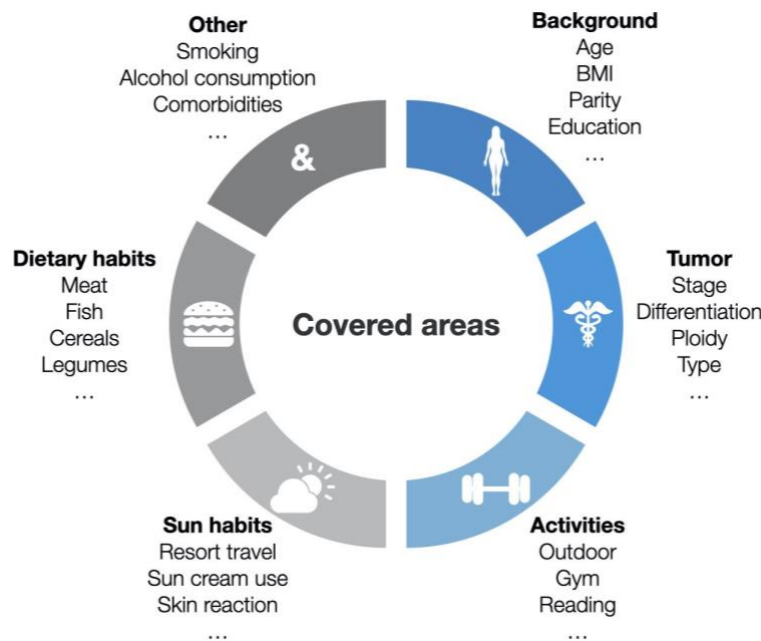 Other
Smoking
Alcohol consumption
Comorbidities
…
&
Background
Age
BMI
Parity
Education
…
Dietary habits
Meat
Fish
Cereals
Legumes
…
Covered areas
Tumor
Stage
Differentiation
Ploidy
Type
…
Sun habits
Resort travel
Sun cream use
Skin reaction
…
Activities
Outdoor
Gym
Reading
…